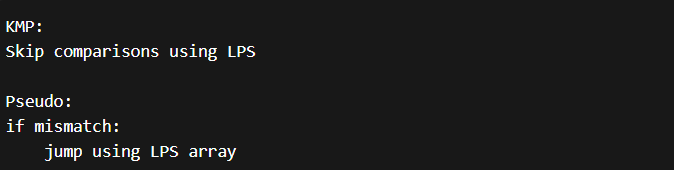 KMP:
Skip comparisons using LPS
Pseudo:
if mismatch:
    jump using LPS array